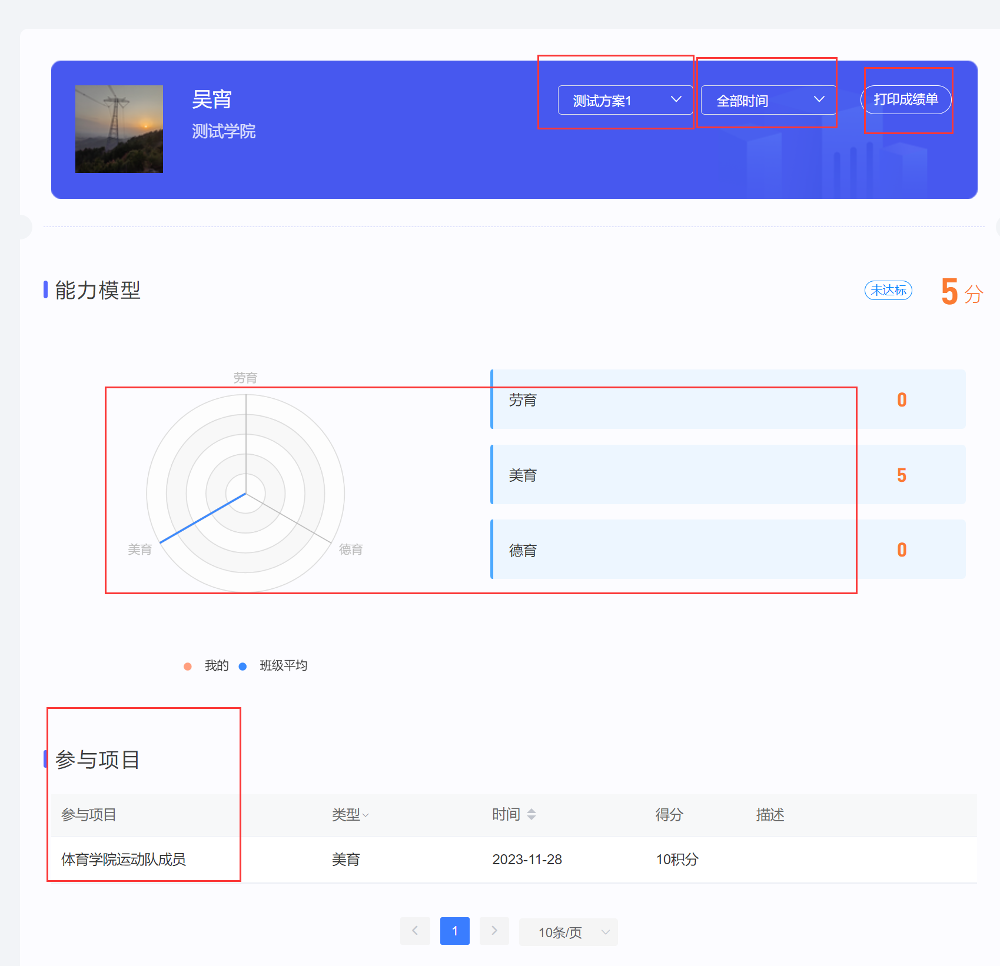 吴宵
测试学院
测试方案1
全部时间
打印成绩单
能力模型
未达标
5 分
劳育
美育
德育
劳育 0
美育 5
德育 0
我的 班级平均
参与项目
参与项目 类型 时间 得分 描述
体育学院运动队成员 美育 2023-11-28 10积分
1 10条/页